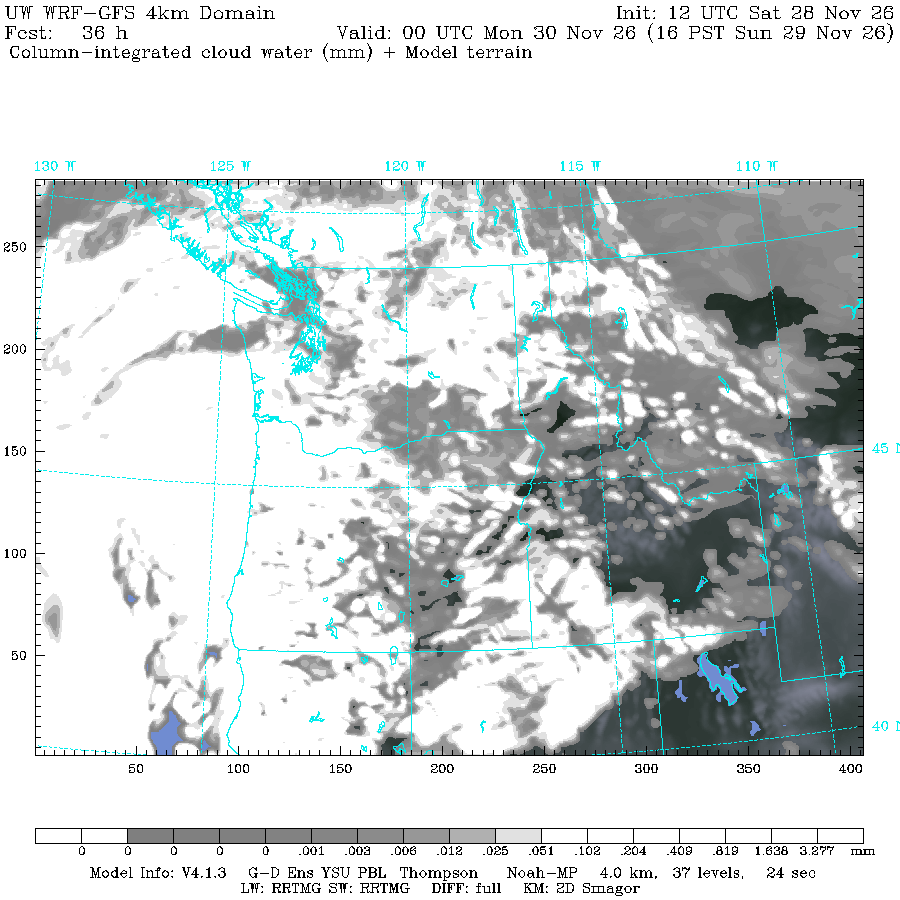 UW WRF-GFS 4km Domain Init: 12 UTC Sat 28 Nov 26
Fcst: 36 h Valid: 00 UTC Mon 30 Nov 26 (16 PST Sun 29 Nov 26)
Column-integrated cloud water (mm) + Model terrain
130 W 125 W 120 W 115 W 110 W
250
200
150
100
50
45 N
40 N
50 100 150 200 250 300 350 400
0 0 0 0 0 .001 .003 .006 .012 .025 .051 .102 .204 .409 .819 1.638 3.277 mm
Model Info: V4.1.3 G-D Ens YSU PBL Thompson Noah-MP 4.0 km, 37 levels, 24 sec
LW: RRTMG SW: RRTMG DIFF: full KM: 2D Smagor